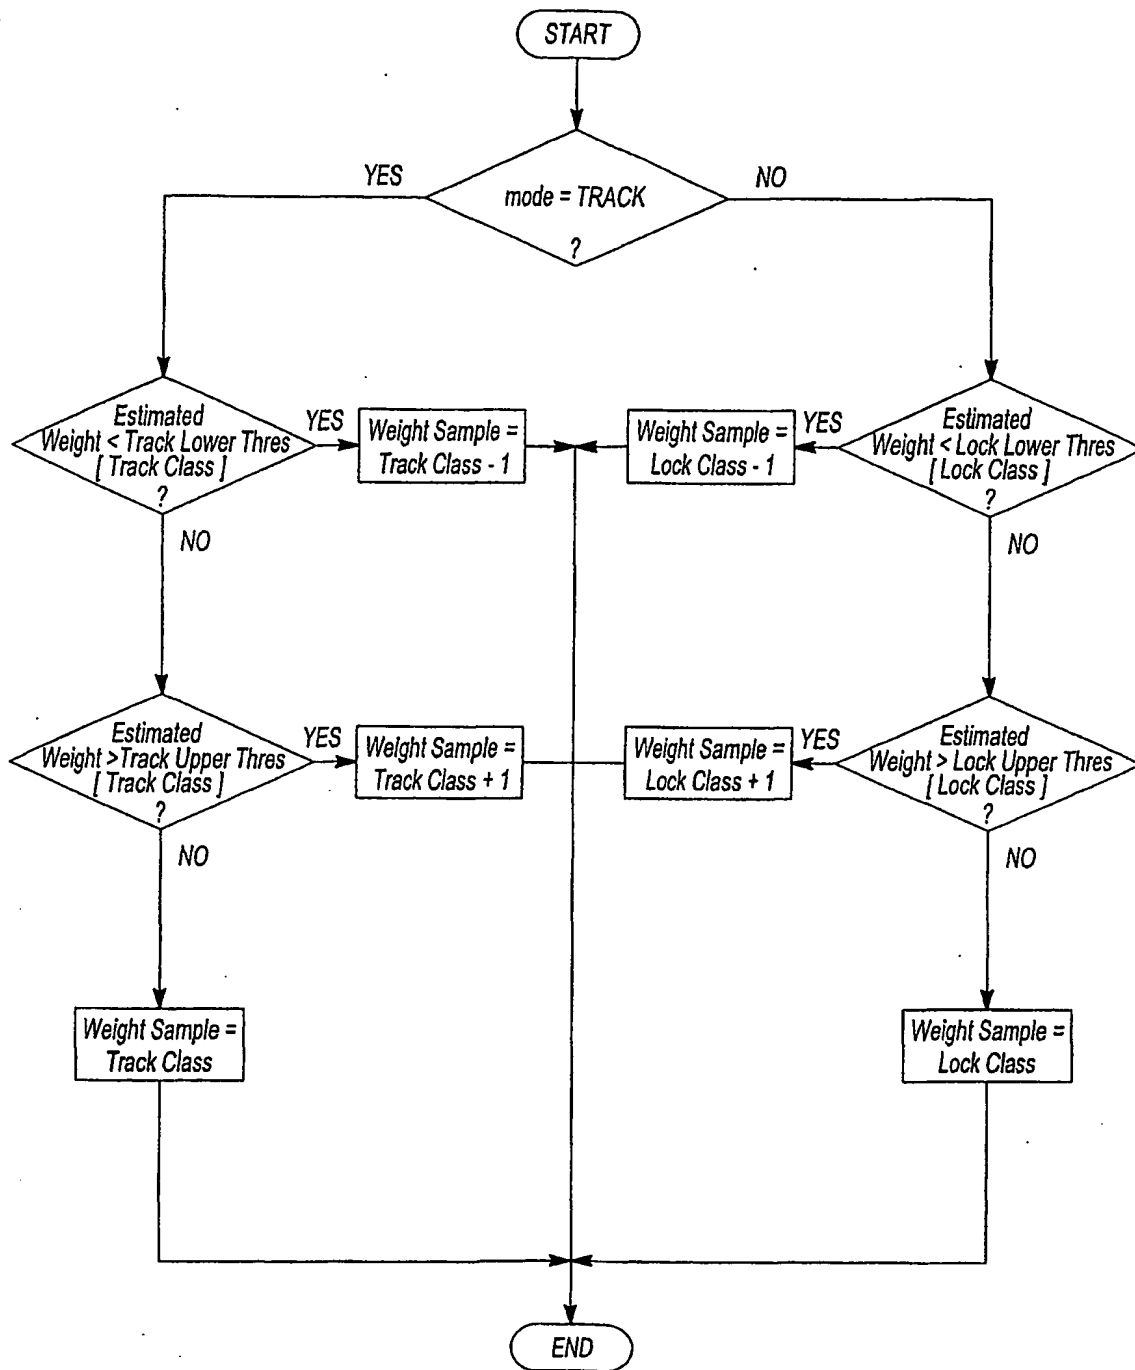 START
YES
NO
mode = TRACK
?
Estimated
Weight < Track Lower Thres
[ Track Class ]
?
YES
Weight Sample =
Track Class - 1
Weight Sample =
Lock Class - 1
YES
Estimated
Weight < Lock Lower Thres
[ Lock Class ]
?
NO
NO
Estimated
Weight >Track Upper Thres
[ Track Class ]
?
YES
Weight Sample =
Track Class + 1
Weight Sample =
Lock Class + 1
YES
Estimated
Weight > Lock Upper Thres
[ Lock Class ]
?
NO
NO
Weight Sample =
Track Class
Weight Sample =
Lock Class
END